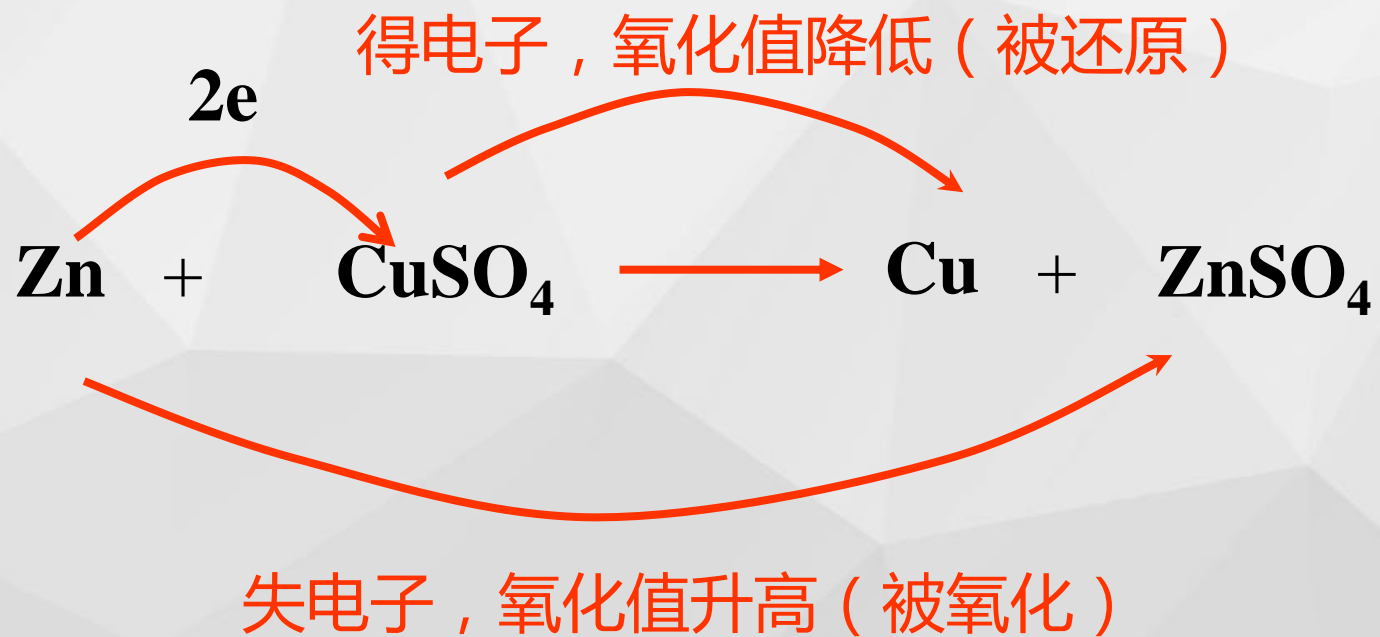 得电子，氧化值降低（被还原）
2e
Zn + CuSO₄ → Cu + ZnSO₄
失电子，氧化值升高（被氧化）